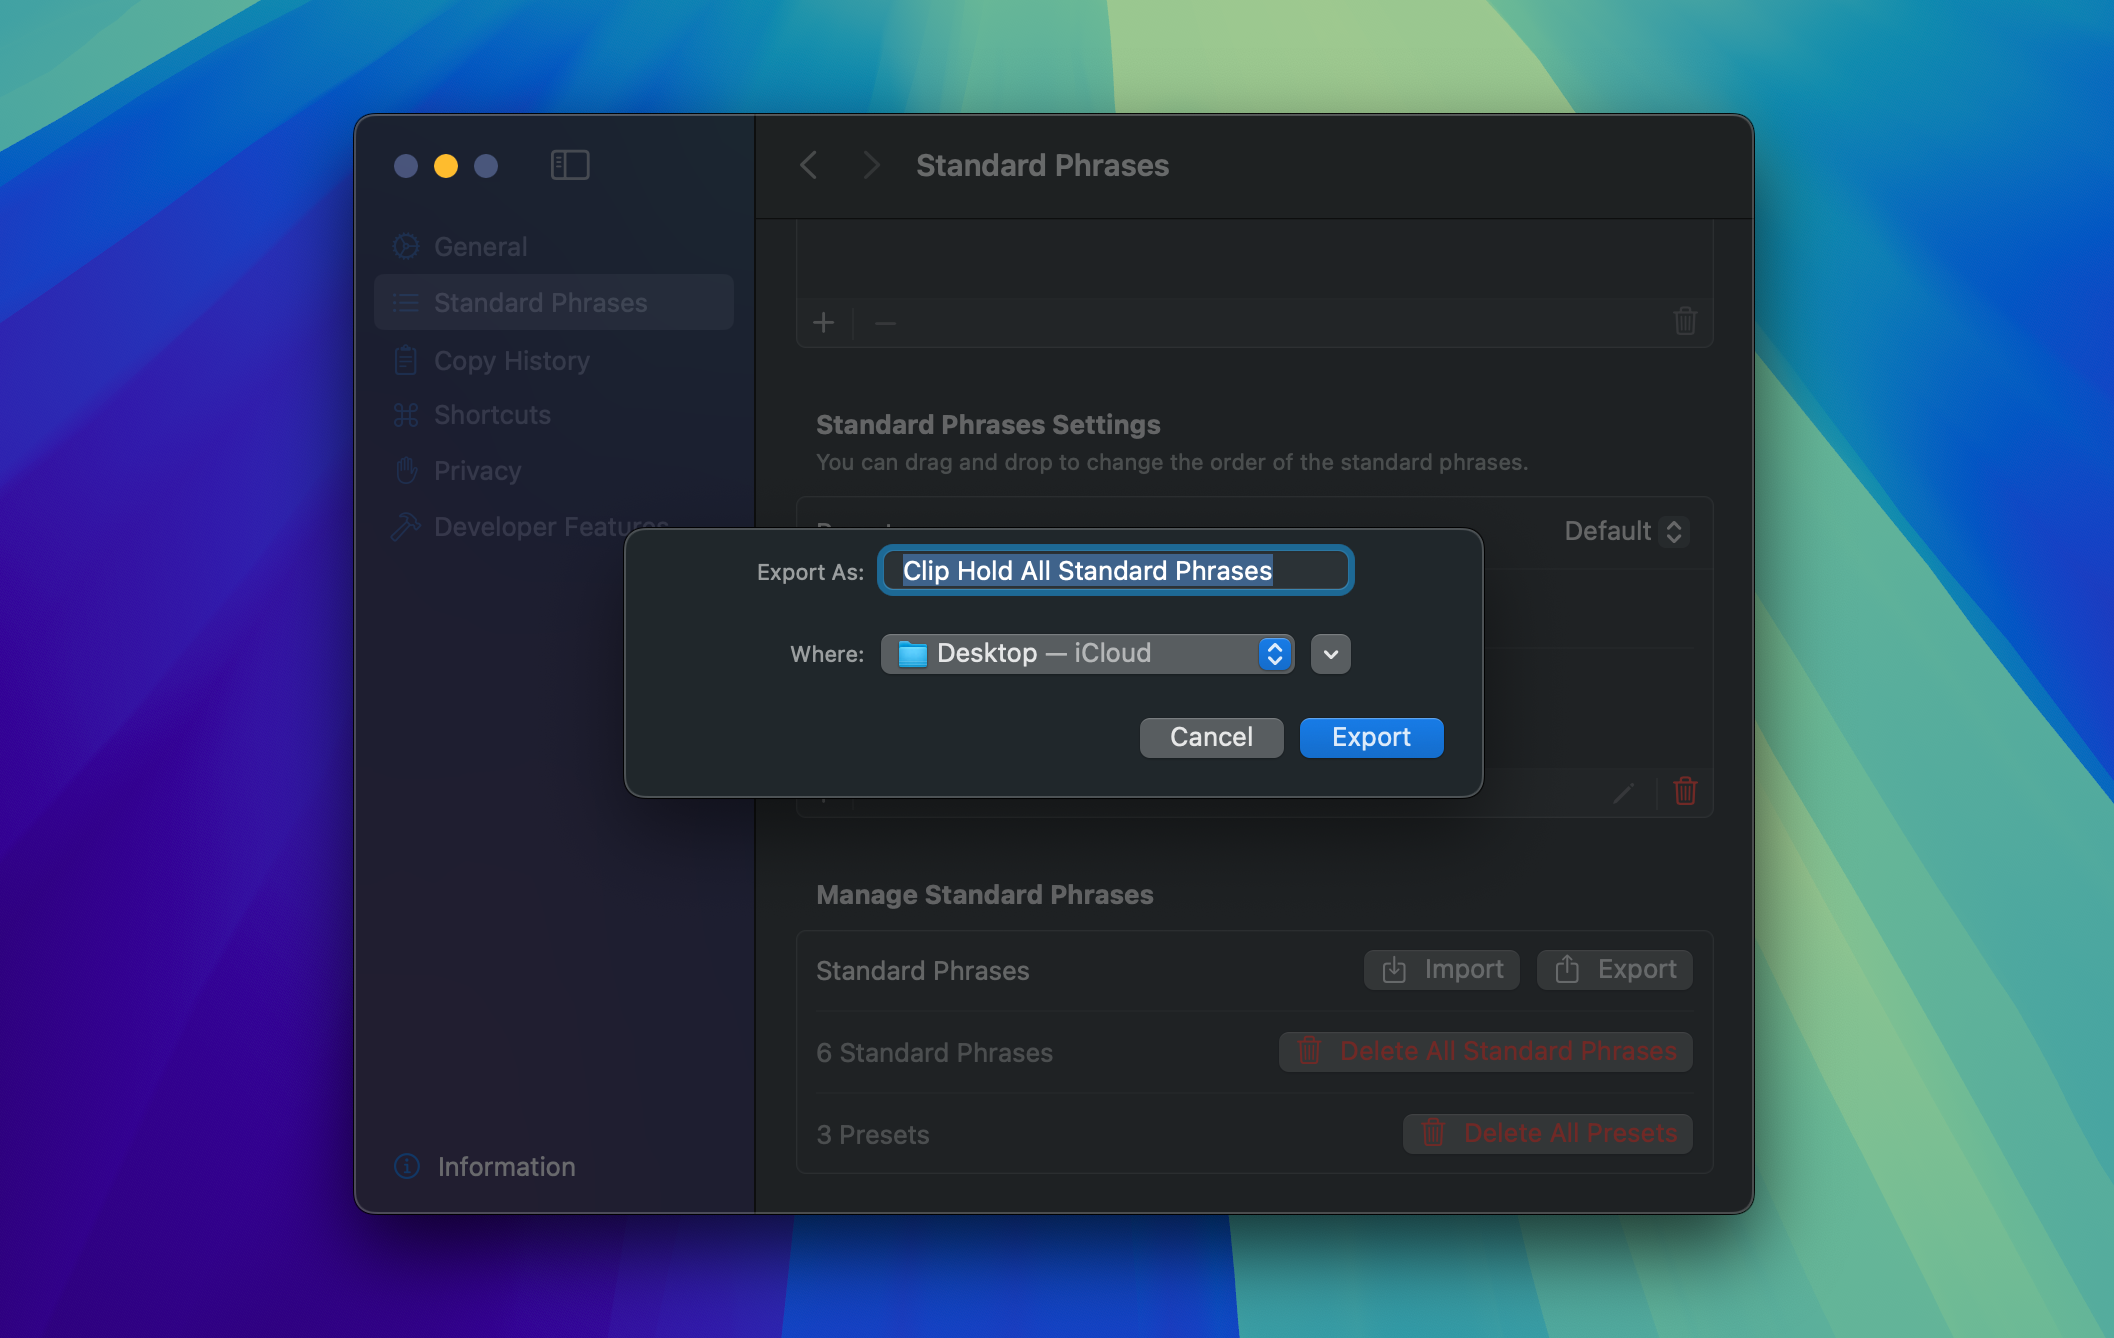 Standard Phrases
General
Standard Phrases
Copy History
Shortcuts
Privacy
Developer Features
Information
Standard Phrases Settings
You can drag and drop to change the order of the standard phrases.
Default
Export As: Clip Hold All Standard Phrases
Where: Desktop — iCloud
Cancel Export
Manage Standard Phrases
Standard Phrases Import Export
6 Standard Phrases Delete All Standard Phrases
3 Presets Delete All Presets